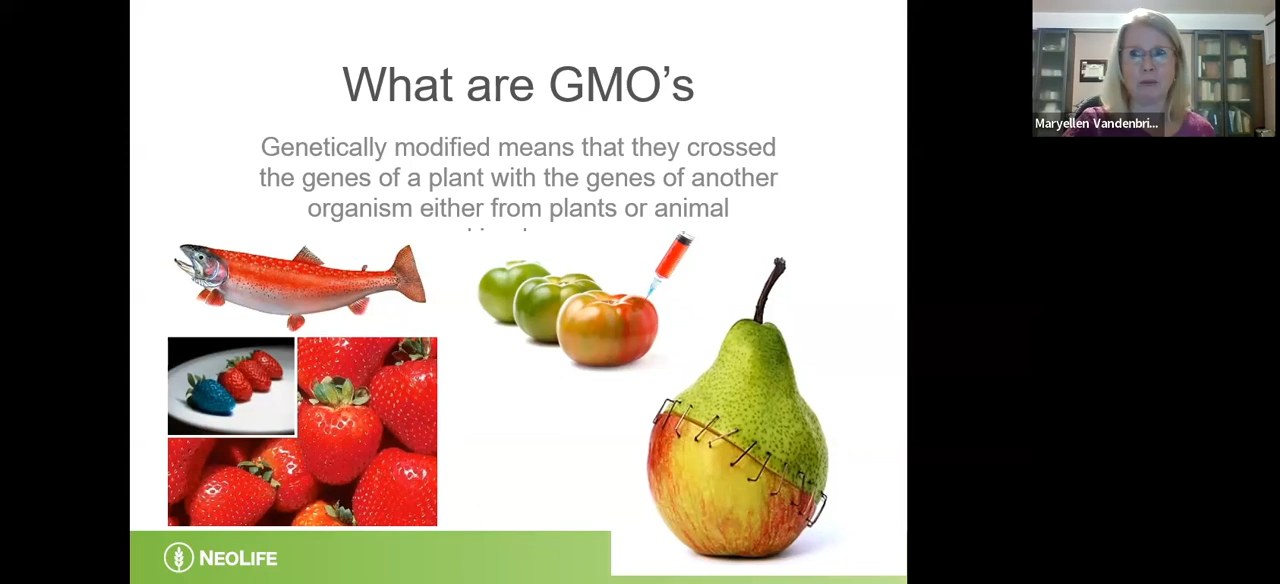 What are GMO's
Genetically modified means that they crossed
the genes of a plant with the genes of another
organism either from plants or animal
NEOLIFE
Maryellen Vandenbri...